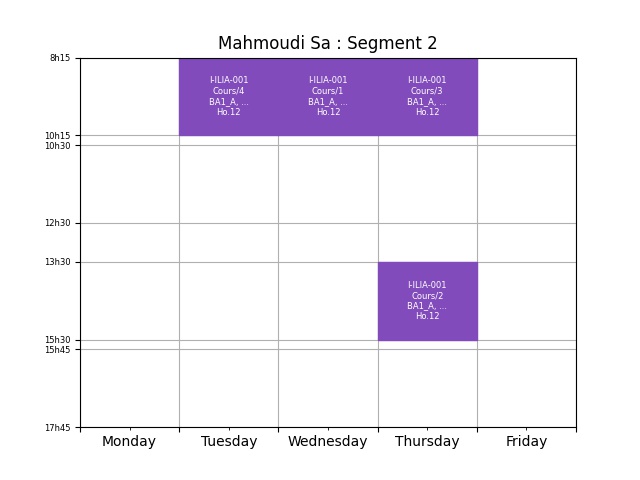 Mahmoudi Sa : Segment 2
8h15
I-ILIA-001
Cours/4
BA1_A, ...
Ho.12
I-ILIA-001
Cours/1
BA1_A, ...
Ho.12
I-ILIA-001
Cours/3
BA1_A, ...
Ho.12
10h15
10h30
12h30
13h30
I-ILIA-001
Cours/2
BA1_A, ...
Ho.12
15h30
15h45
17h45
Monday
Tuesday
Wednesday
Thursday
Friday